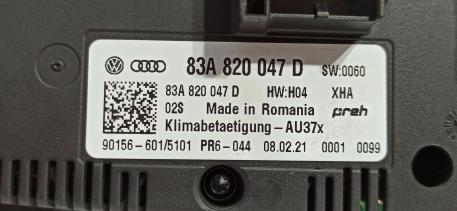 83A 820 047 D SW:0060
83A 820 047 D HW:H04 XHA
02S Made in Romania preh
Klimabetaetigung-AU37x
90156-601/5101 PR6-044 08.02.21 0001 0099